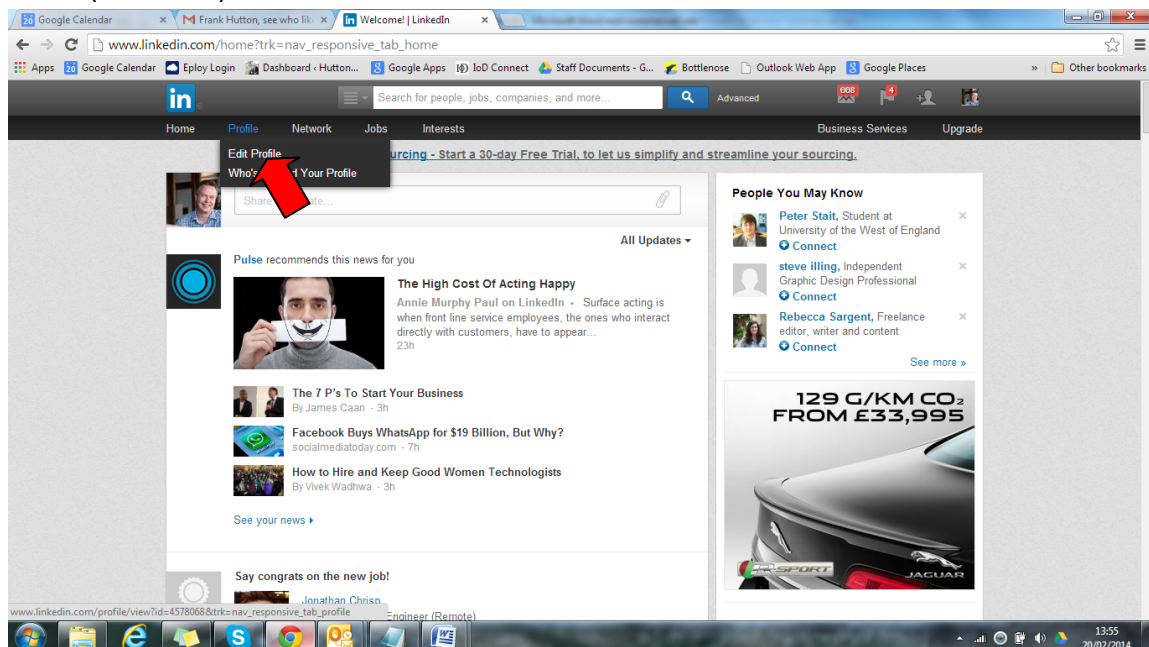 20 Google Calendar
Frank Hutton, see who lik
in Welcome! | LinkedIn
www.linkedin.com/home?trk=nav_responsive_tab_home
Apps
20 Google Calendar
Eploy Login
Dashboard ‹ Hutton...
8 Google Apps
IoD Connect
Staff Documents - G...
Bottlenose
Outlook Web App
8 Google Places
»
Other bookmarks
in
Search for people, jobs, companies, and more...
Advanced
668
4
Home
Profile
Network
Jobs
Interests
Business Services
Upgrade
Edit Profile
Your Profile
urcing - Start a 30-day Free Trial, to let us simplify and streamline your sourcing.
Share
All Updates
Pulse recommends this news for you
The High Cost Of Acting Happy
Annie Murphy Paul on LinkedIn • Surface acting is
when front line service employees, the ones who interact
directly with customers, have to appear...
23h
The 7 P's To Start Your Business
By James Caan - 3h
Facebook Buys WhatsApp for $19 Billion, But Why?
socialmediatoday.com - 7h
How to Hire and Keep Good Women Technologists
By Vivek Wadhwa - 3h
See your news
Say congrats on the new job!
Jonathan Chrisp
Engineer (Remote)
People You May Know
Peter Stait, Student at
University of the West of England
Connect
steve illing, Independent
Graphic Design Professional
Connect
Rebecca Sargent, Freelance
editor, writer and content
Connect
See more »
129 G/KM CO₂
FROM £33,995
R-SPORT
JAGUAR
www.linkedin.com/profile/view?id=4578068&trk=nav_responsive_tab_profile
13:55
20/02/2014